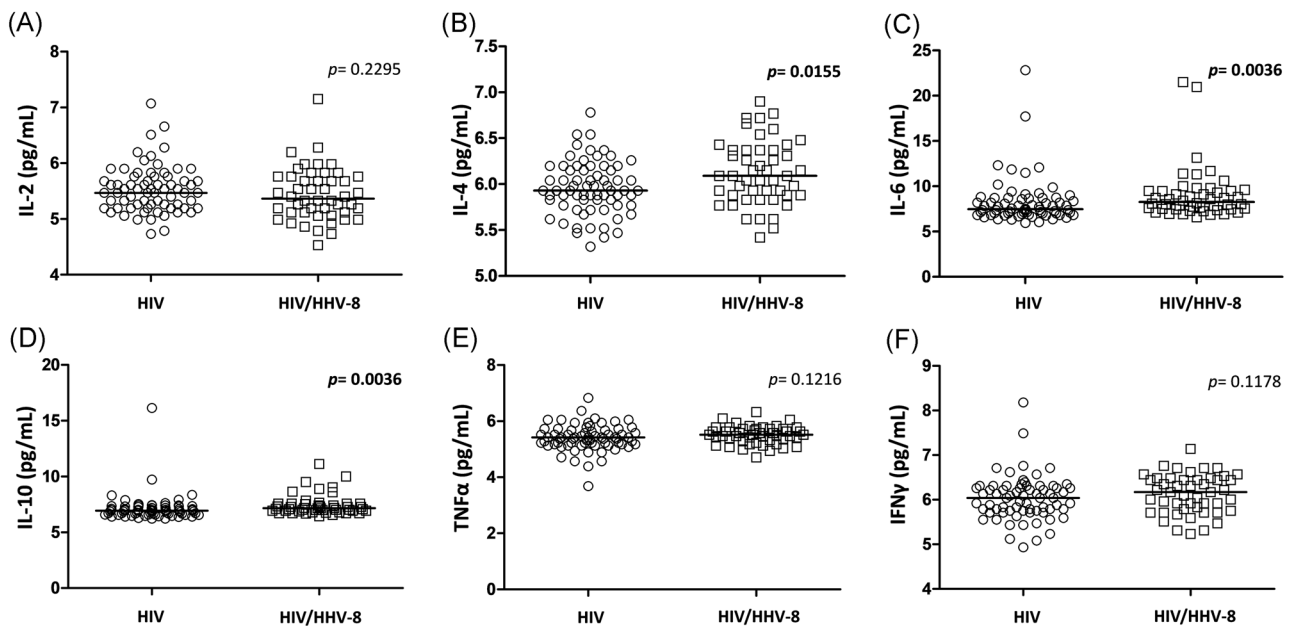 (A)
IL-2 (pg/mL)
8
7
6
5
4
p= 0.2295
HIV
HIV/HHV-8
(B)
IL-4 (pg/mL)
7.5
7.0
6.5
6.0
5.5
5.0
p= 0.0155
HIV
HIV/HHV-8
(C)
IL-6 (pg/mL)
25
20
15
10
5
0
p= 0.0036
HIV
HIV/HHV-8
(D)
IL-10 (pg/mL)
20
15
10
5
0
p= 0.0036
HIV
HIV/HHV-8
(E)
TNFα (pg/mL)
8
6
4
2
0
p= 0.1216
HIV
HIV/HHV-8
(F)
IFNγ (pg/mL)
9
8
7
6
5
4
p= 0.1178
HIV
HIV/HHV-8